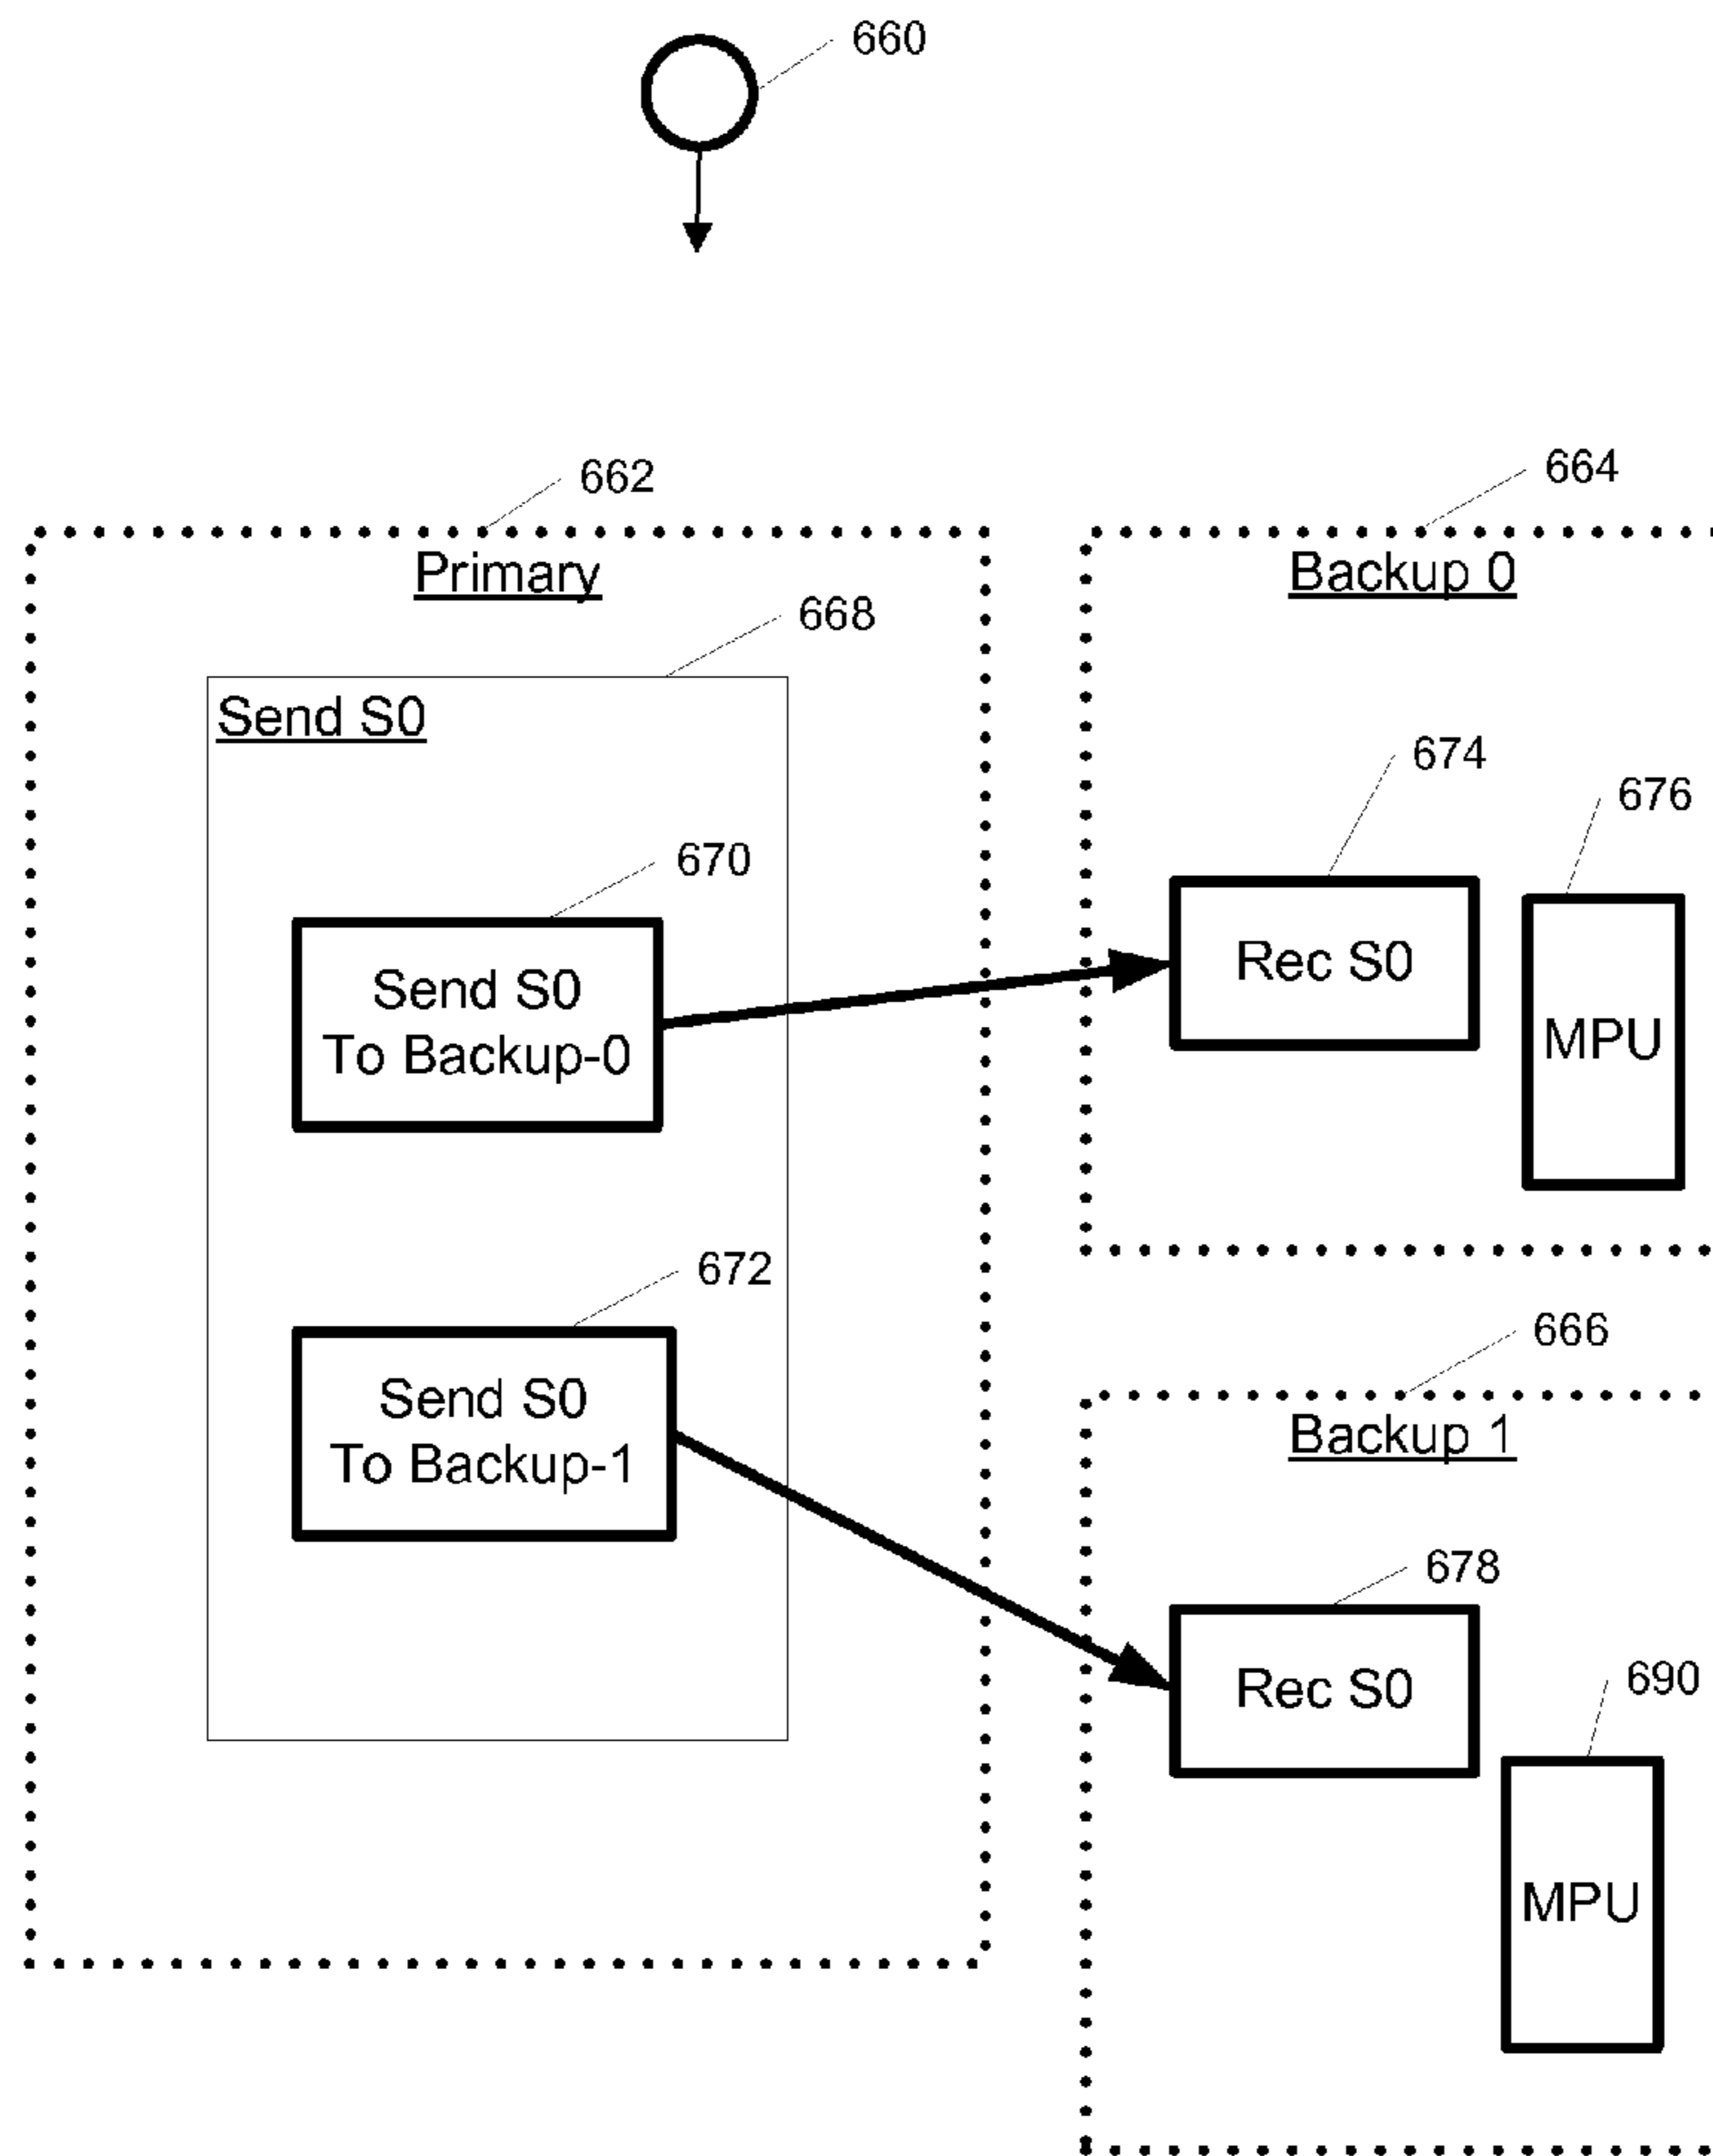 660
662
Primary
668
Send S0
670
Send S0
To Backup-0
672
Send S0
To Backup-1
664
Backup 0
674
676
Rec S0
MPU
666
Backup 1
678
690
Rec S0
MPU